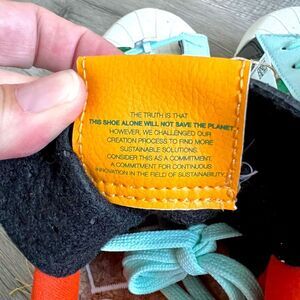 THE TRUTH IS THAT
THIS SHOE ALONE WILL NOT SAVE THE PLANET
HOWEVER, WE CHALLENGED OUR
CREATION PROCESS TO FIND MORE
SUSTAINABLE SOLUTIONS.
CONSIDER THIS AS A COMMITMENT,
A COMMITMENT FOR CONTINUOUS
INNOVATION IN THE FIELD OF SUSTAINABILITY.